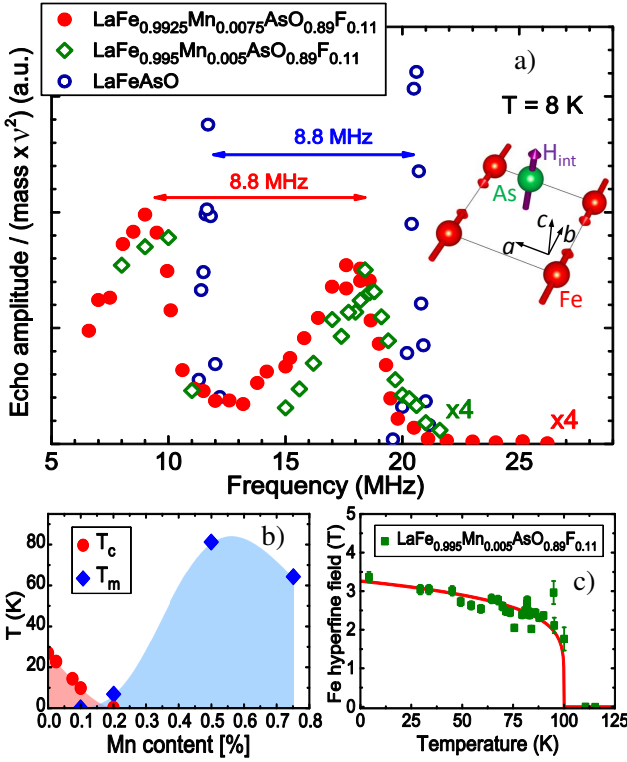 LaFe0.9925Mn0.0075AsO0.89F0.11
LaFe0.995Mn0.005AsO0.89F0.11
LaFeAsO
a)
T = 8 K
8.8 MHz
8.8 MHz
Hint
As
c
a
b
Fe
x4
x4
Echo amplitude / (mass x ν²) (a.u.)
5 10 15 20 25
Frequency (MHz)
b)
Tc
Tm
T (K)
80
60
40
20
0
0.0 0.1 0.2 0.3 0.4 0.5 0.6 0.7 0.8
Mn content [%]
LaFe0.995Mn0.005AsO0.89F0.11
c)
Fe hyperfine field (T)
5
4
3
2
1
0
0 25 50 75 100 125
Temperature (K)